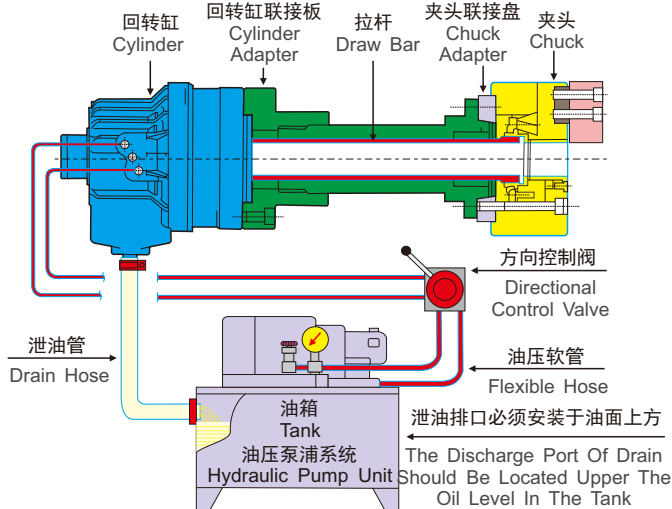 回转缸
Cylinder
回转缸联接板
Cylinder
Adapter
拉杆
Draw Bar
夹头联接盘
Chuck
Adapter
夹头
Chuck
方向控制阀
Directional
Control Valve
泄油管
Drain Hose
油压软管
Flexible Hose
油箱
Tank
油压泵浦系统
Hydraulic Pump Unit
泄油排口必须安装于油面上方
The Discharge Port Of Drain
Should Be Located Upper The
Oil Level In The Tank